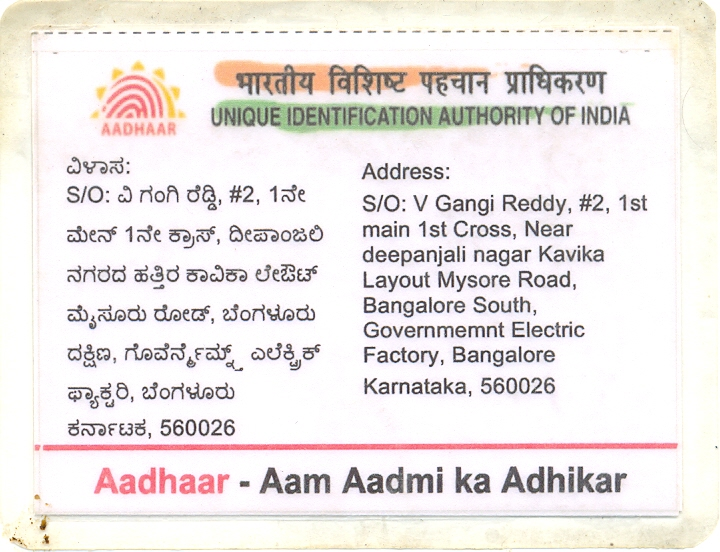 भारतीय विशिष्ट पहचान प्राधिकरण
AADHAAR
UNIQUE IDENTIFICATION AUTHORITY OF INDIA
ವಿಳಾಸ:
S/O: ವಿ ಗಂಗಿ ರೆಡ್ಡಿ, #2, 1ನೇ
ಮೇನ್ 1ನೇ ಕ್ರಾಸ್, ದೀಪಾಂಜಲಿ
ನಗರದ ಹತ್ತಿರ ಕಾವಿಕಾ ಲೇಔಟ್
ಮೈಸೂರು ರೋಡ್, ಬೆಂಗಳೂರು
ದಕ್ಷಿಣ, ಗೊವೆರ್ನ್ಮೆಮ್ನ್ತ್ ಎಲೆಕ್ಟ್ರಿಕ್
ಫ್ಯಾಕ್ಟರಿ, ಬೆಂಗಳೂರು
ಕರ್ನಾಟಕ, 560026
Address:
S/O: V Gangi Reddy, #2, 1st
main 1st Cross, Near
deepanjali nagar Kavika
Layout Mysore Road,
Bangalore South,
Governmemnt Electric
Factory, Bangalore
Karnataka, 560026
Aadhaar - Aam Aadmi ka Adhikar